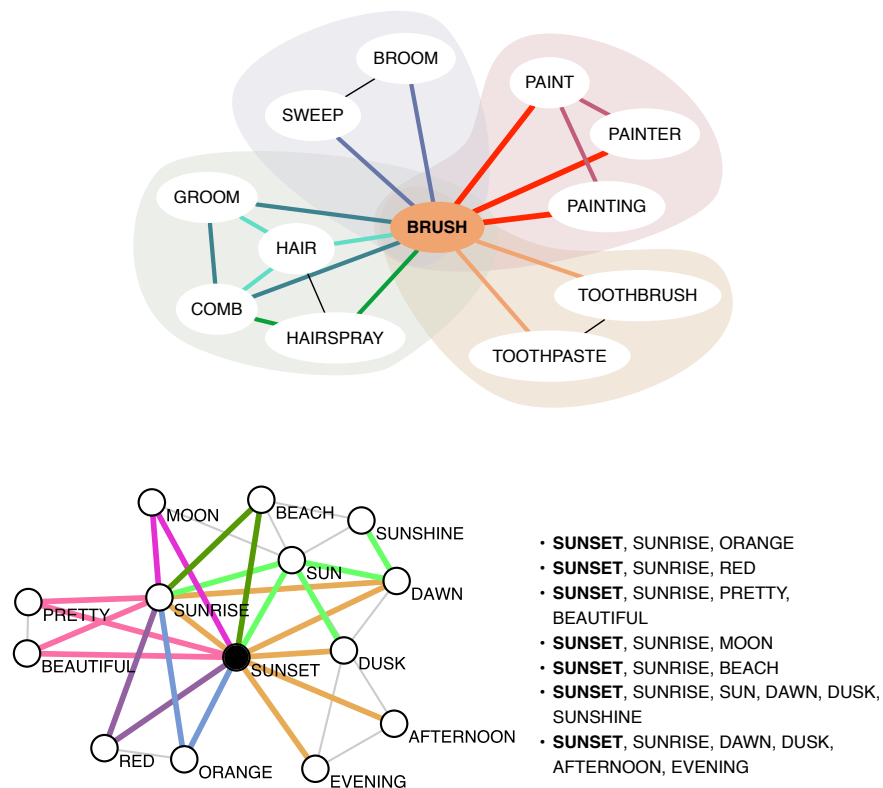 BROOM
PAINT
SWEEP
PAINTER
GROOM
PAINTING
BRUSH
HAIR
TOOTHBRUSH
COMB
HAIRSPRAY
TOOTHPASTE
MOON
BEACH
SUNSHINE
SUN
DAWN
PRETTY
SUNRISE
BEAUTIFUL
SUNSET
DUSK
AFTERNOON
RED
ORANGE
EVENING
• SUNSET, SUNRISE, ORANGE
• SUNSET, SUNRISE, RED
• SUNSET, SUNRISE, PRETTY,
BEAUTIFUL
• SUNSET, SUNRISE, MOON
• SUNSET, SUNRISE, BEACH
• SUNSET, SUNRISE, SUN, DAWN, DUSK,
SUNSHINE
• SUNSET, SUNRISE, DAWN, DUSK,
AFTERNOON, EVENING